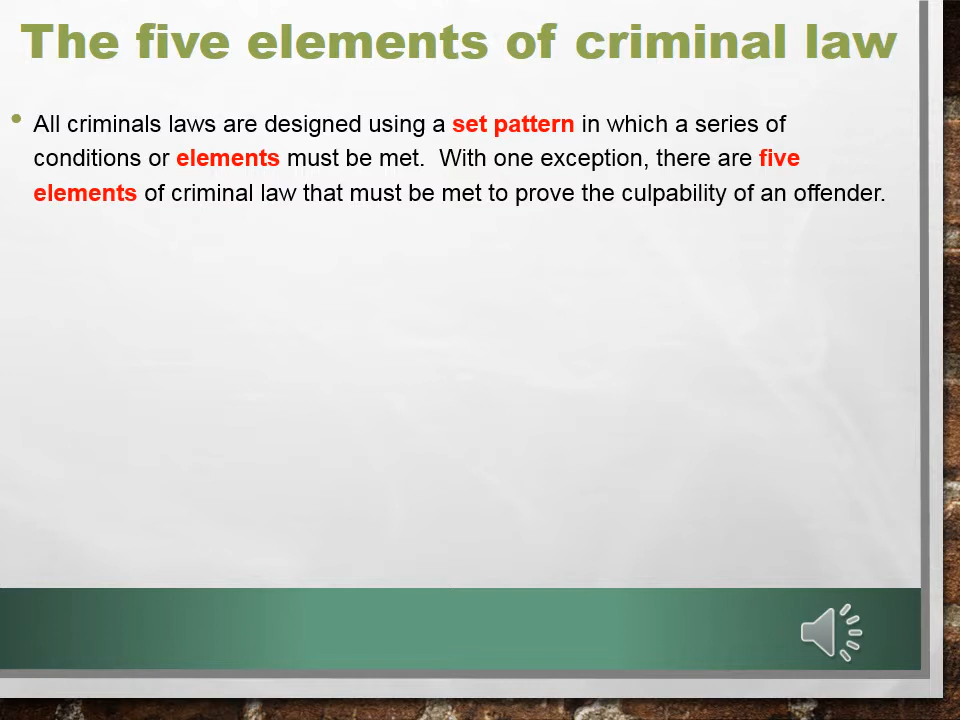 The five elements of criminal law
• All criminals laws are designed using a set pattern in which a series of
conditions or elements must be met.  With one exception, there are five
elements of criminal law that must be met to prove the culpability of an offender.